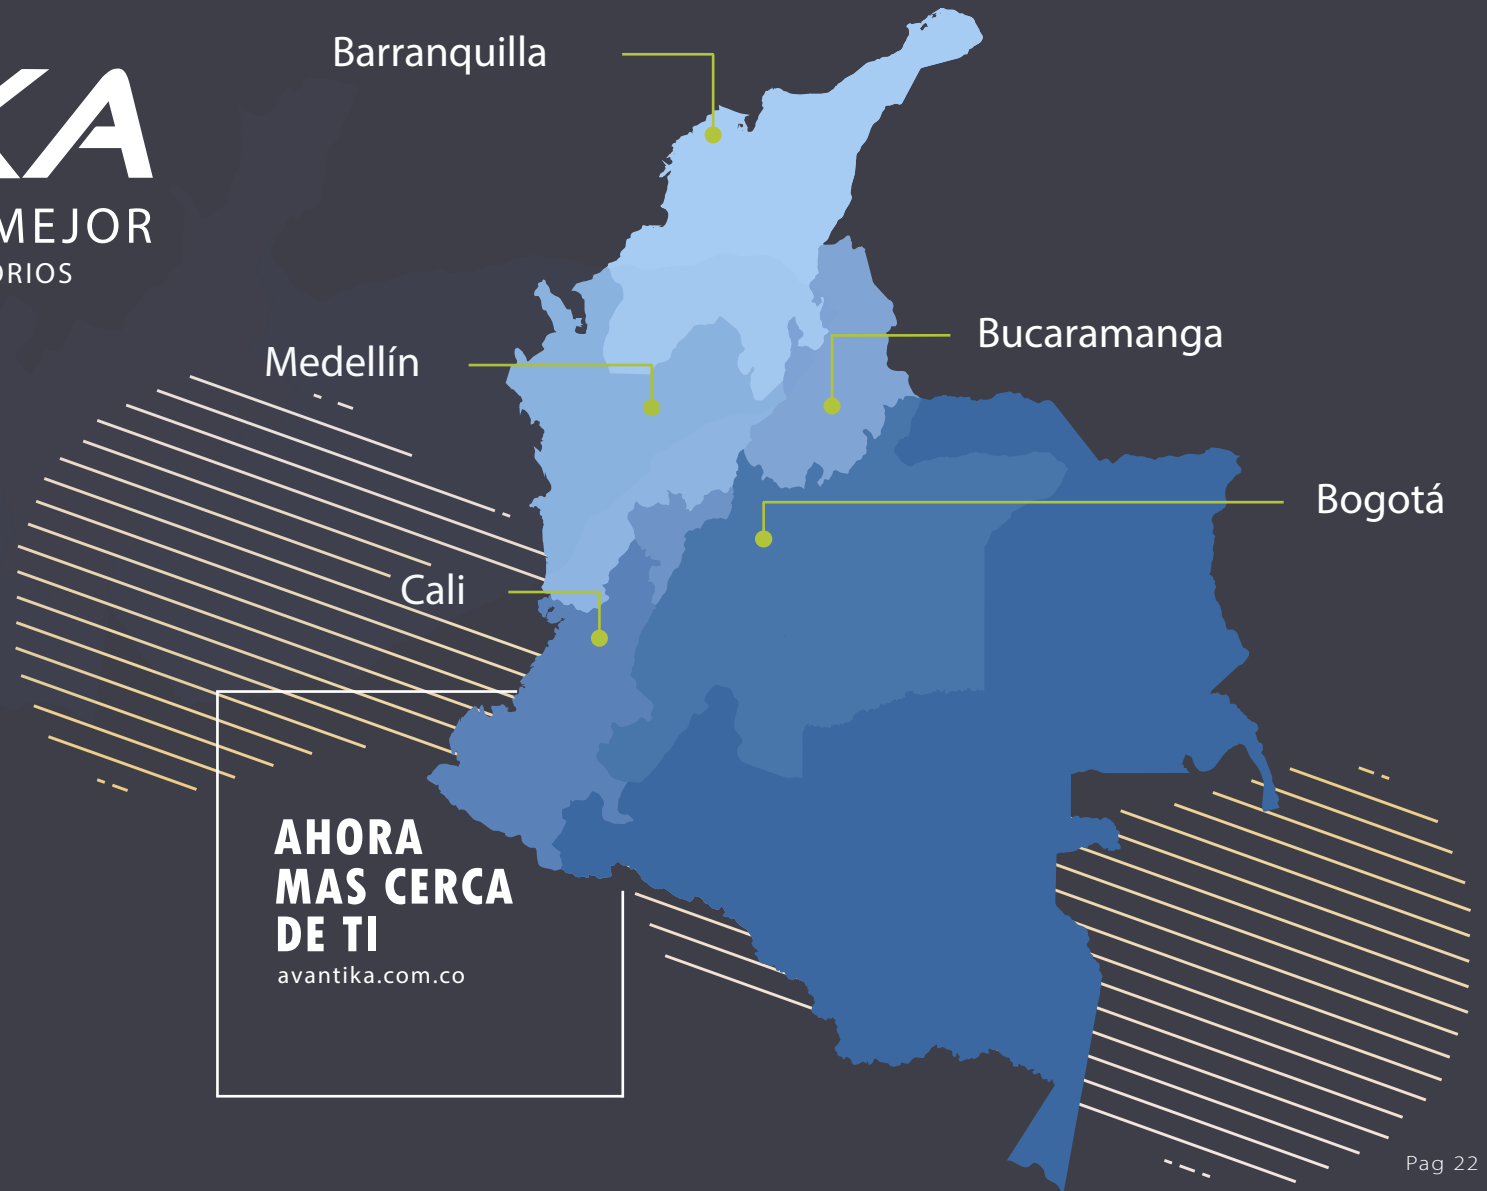 Barranquilla
KA
MEJOR
ORIOS
Bucaramanga
Medellín
Bogotá
Cali
AHORA
MAS CERCA
DE TI
avantika.com.co
Pag 22